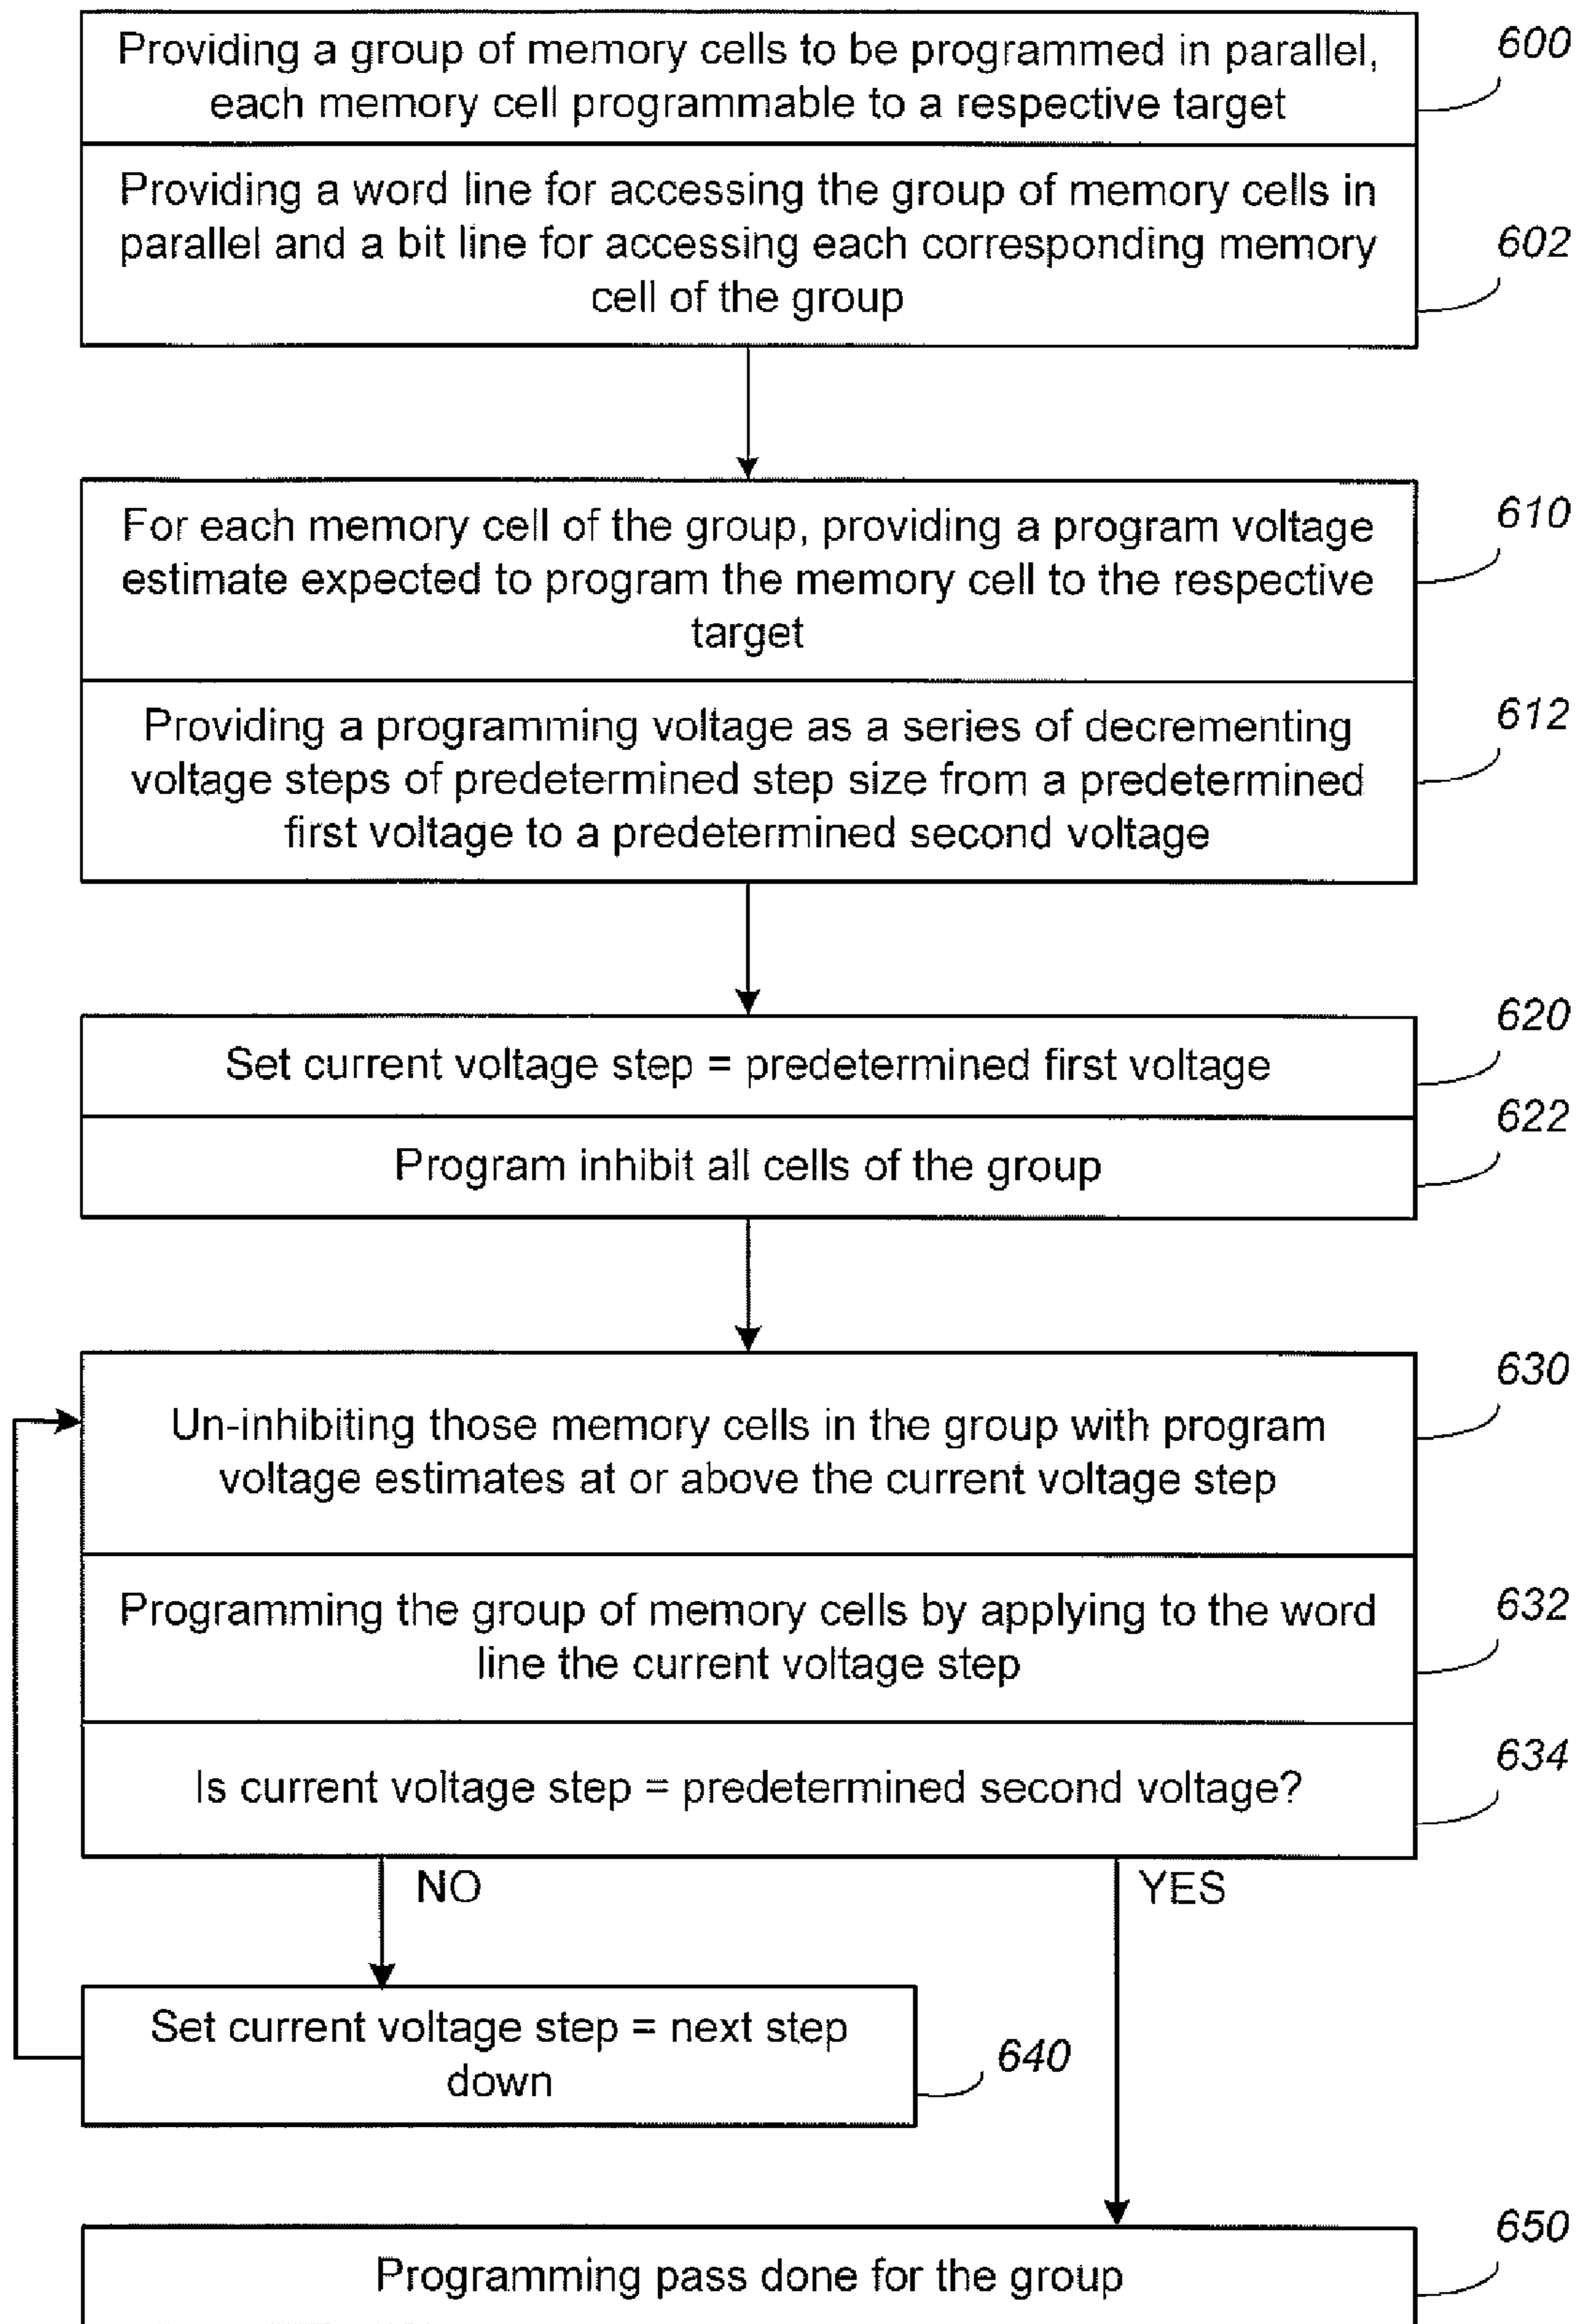 Providing a group of memory cells to be programmed in parallel,
each memory cell programmable to a respective target
600
Providing a word line for accessing the group of memory cells in
parallel and a bit line for accessing each corresponding memory
cell of the group
602
For each memory cell of the group, providing a program voltage
estimate expected to program the memory cell to the respective
target
610
Providing a programming voltage as a series of decrementing
voltage steps of predetermined step size from a predetermined
first voltage to a predetermined second voltage
612
Set current voltage step = predetermined first voltage
620
Program inhibit all cells of the group
622
Un-inhibiting those memory cells in the group with program
voltage estimates at or above the current voltage step
630
Programming the group of memory cells by applying to the word
line the current voltage step
632
Is current voltage step = predetermined second voltage?
634
NO
YES
Set current voltage step = next step
down
640
Programming pass done for the group
650